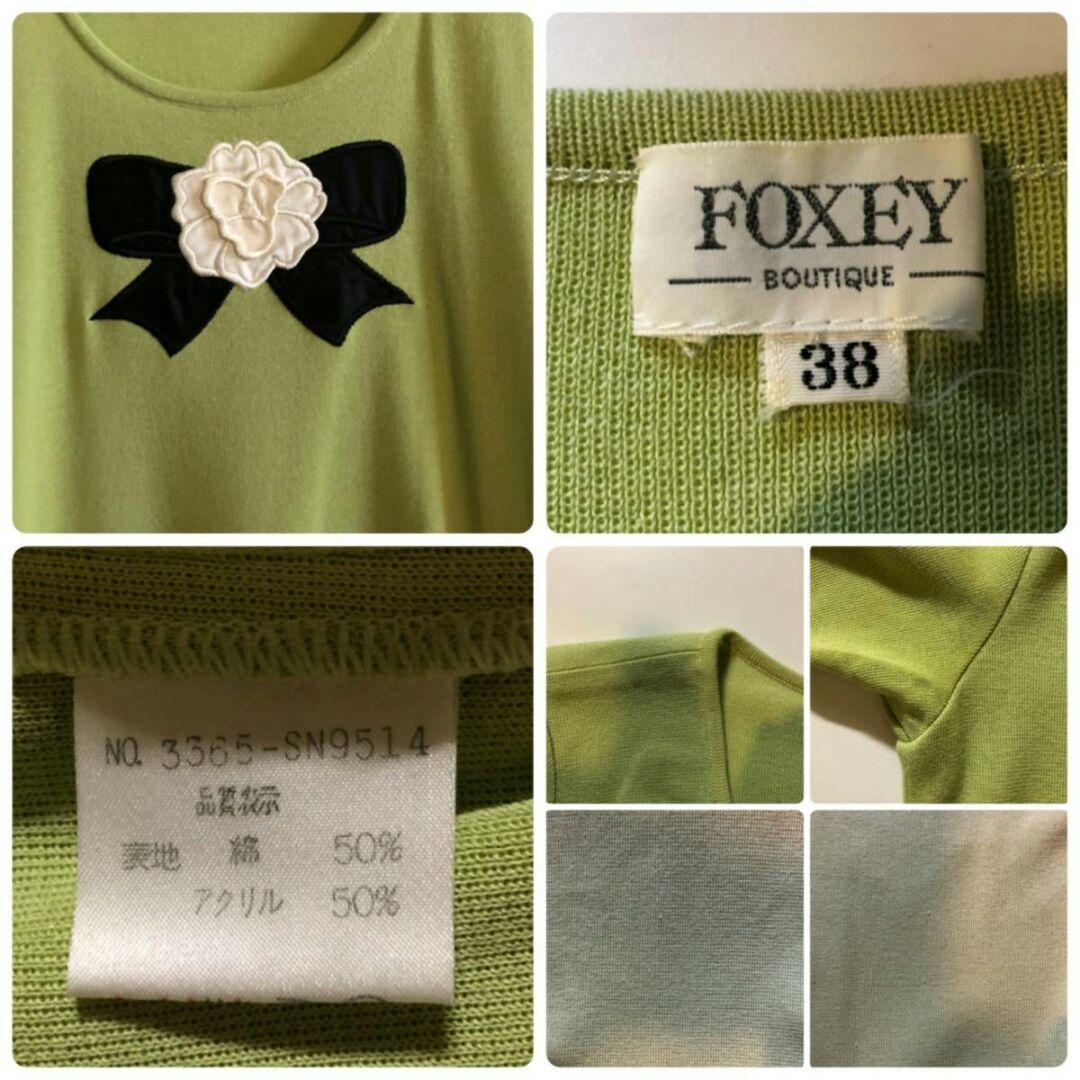 FOXEY
BOUTIQUE
38
NO. 3365-SN9514
品質表示
表地 綿 50%
アクリル 50%